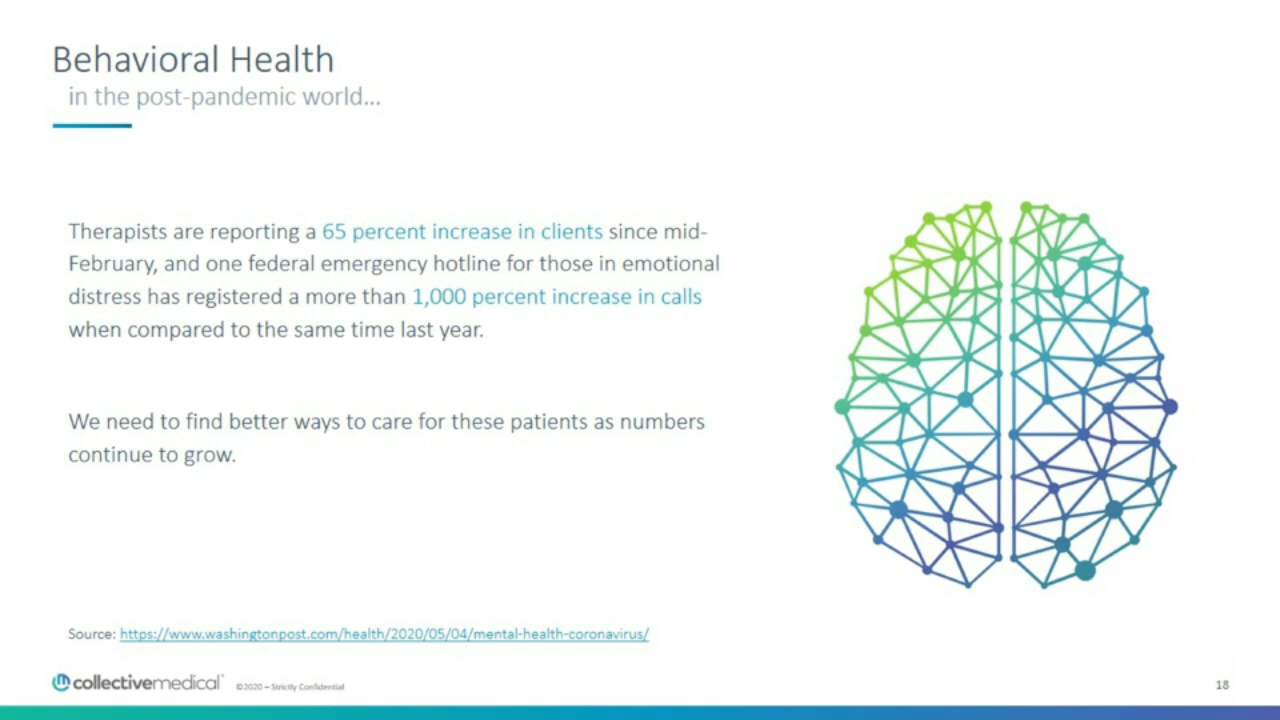 Behavioral Health
in the post-pandemic world...
Therapists are reporting a 65 percent increase in clients since mid-
February, and one federal emergency hotline for those in emotional
distress has registered a more than 1,000 percent increase in calls
when compared to the same time last year.
We need to find better ways to care for these patients as numbers
continue to grow.
Source: https://www.washingtonpost.com/health/2020/05/04/mental-health-coronavirus/
collectivemedical
©2020 – Strictly Confidential
18